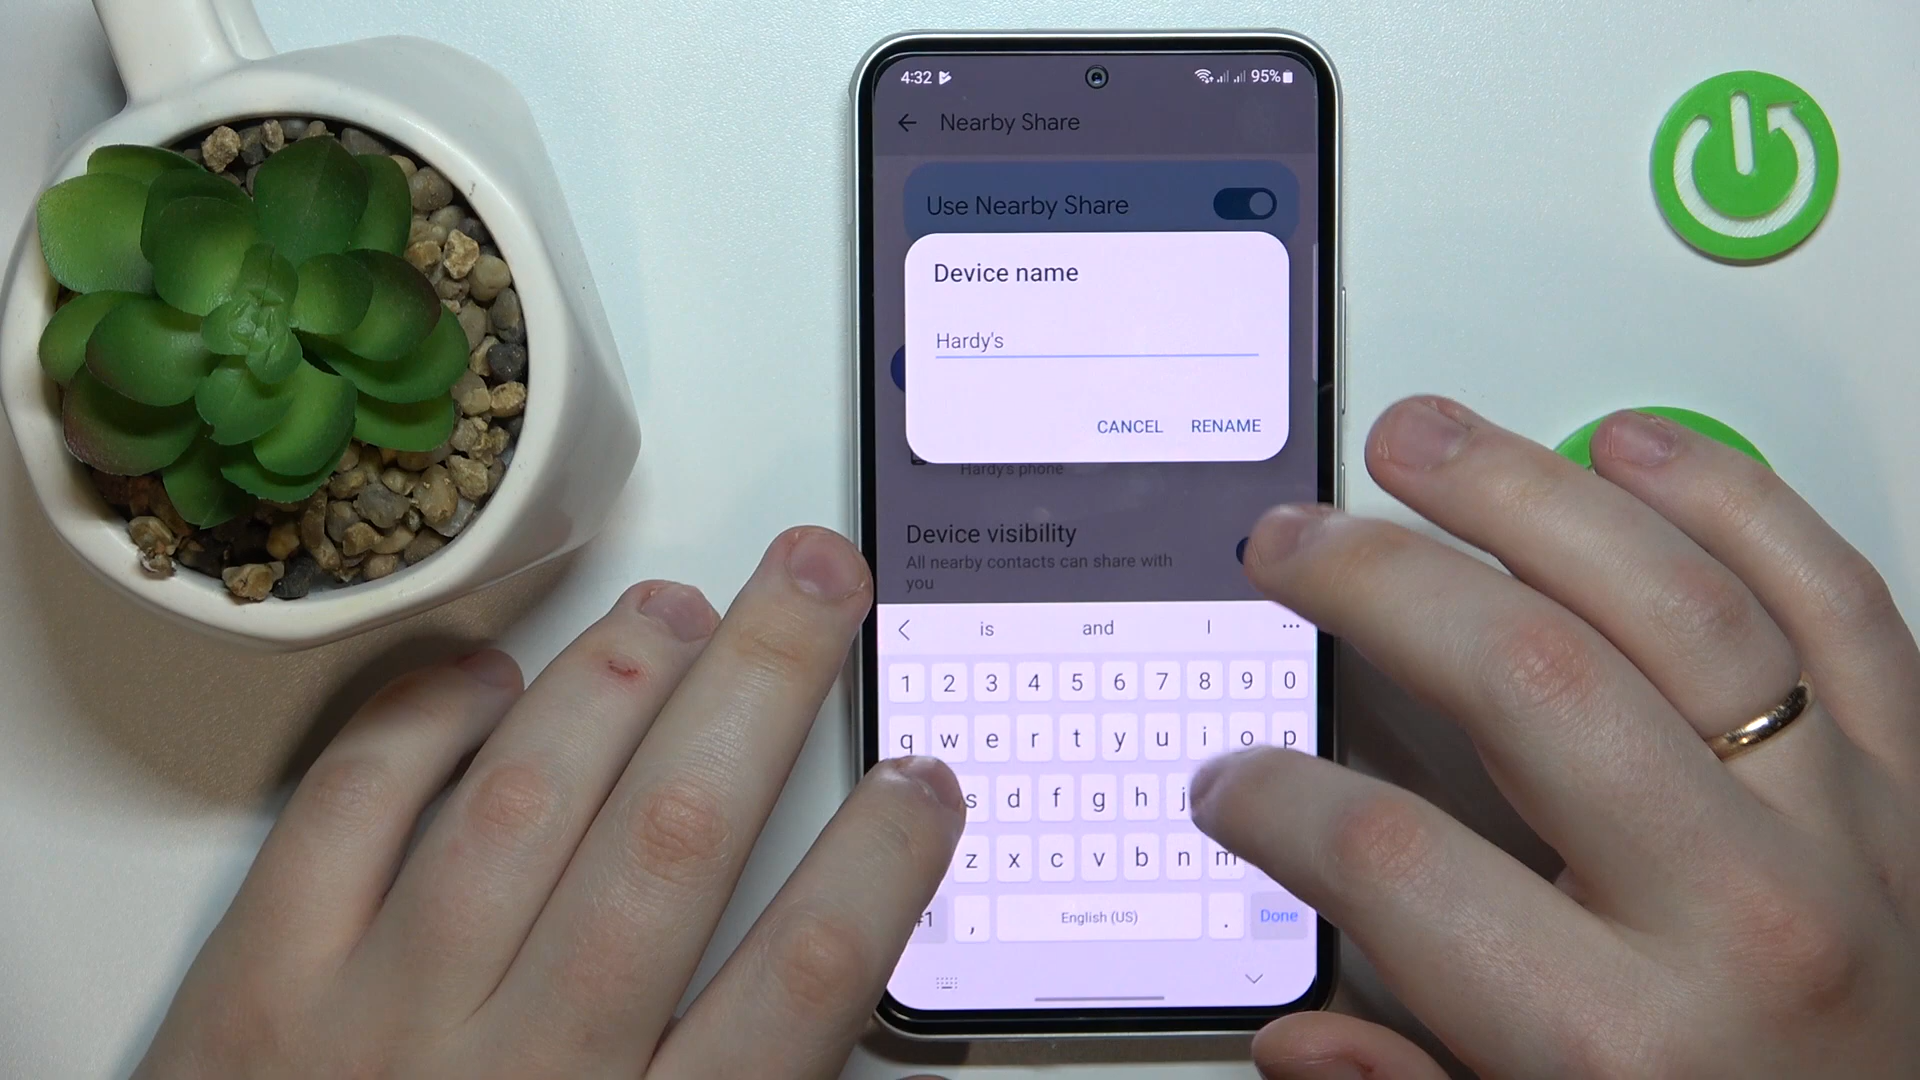 4:32 95%
Nearby Share
Use Nearby Share
Device name
Hardy's
CANCEL RENAME
Hardy's phone
Device visibility
All nearby contacts can share with
you
is and I
1 2 3 4 5 6 7 8 9 0
q w e r t y u i o p
s d f g h j
z x c v b n m
#1 , English (US) . Done